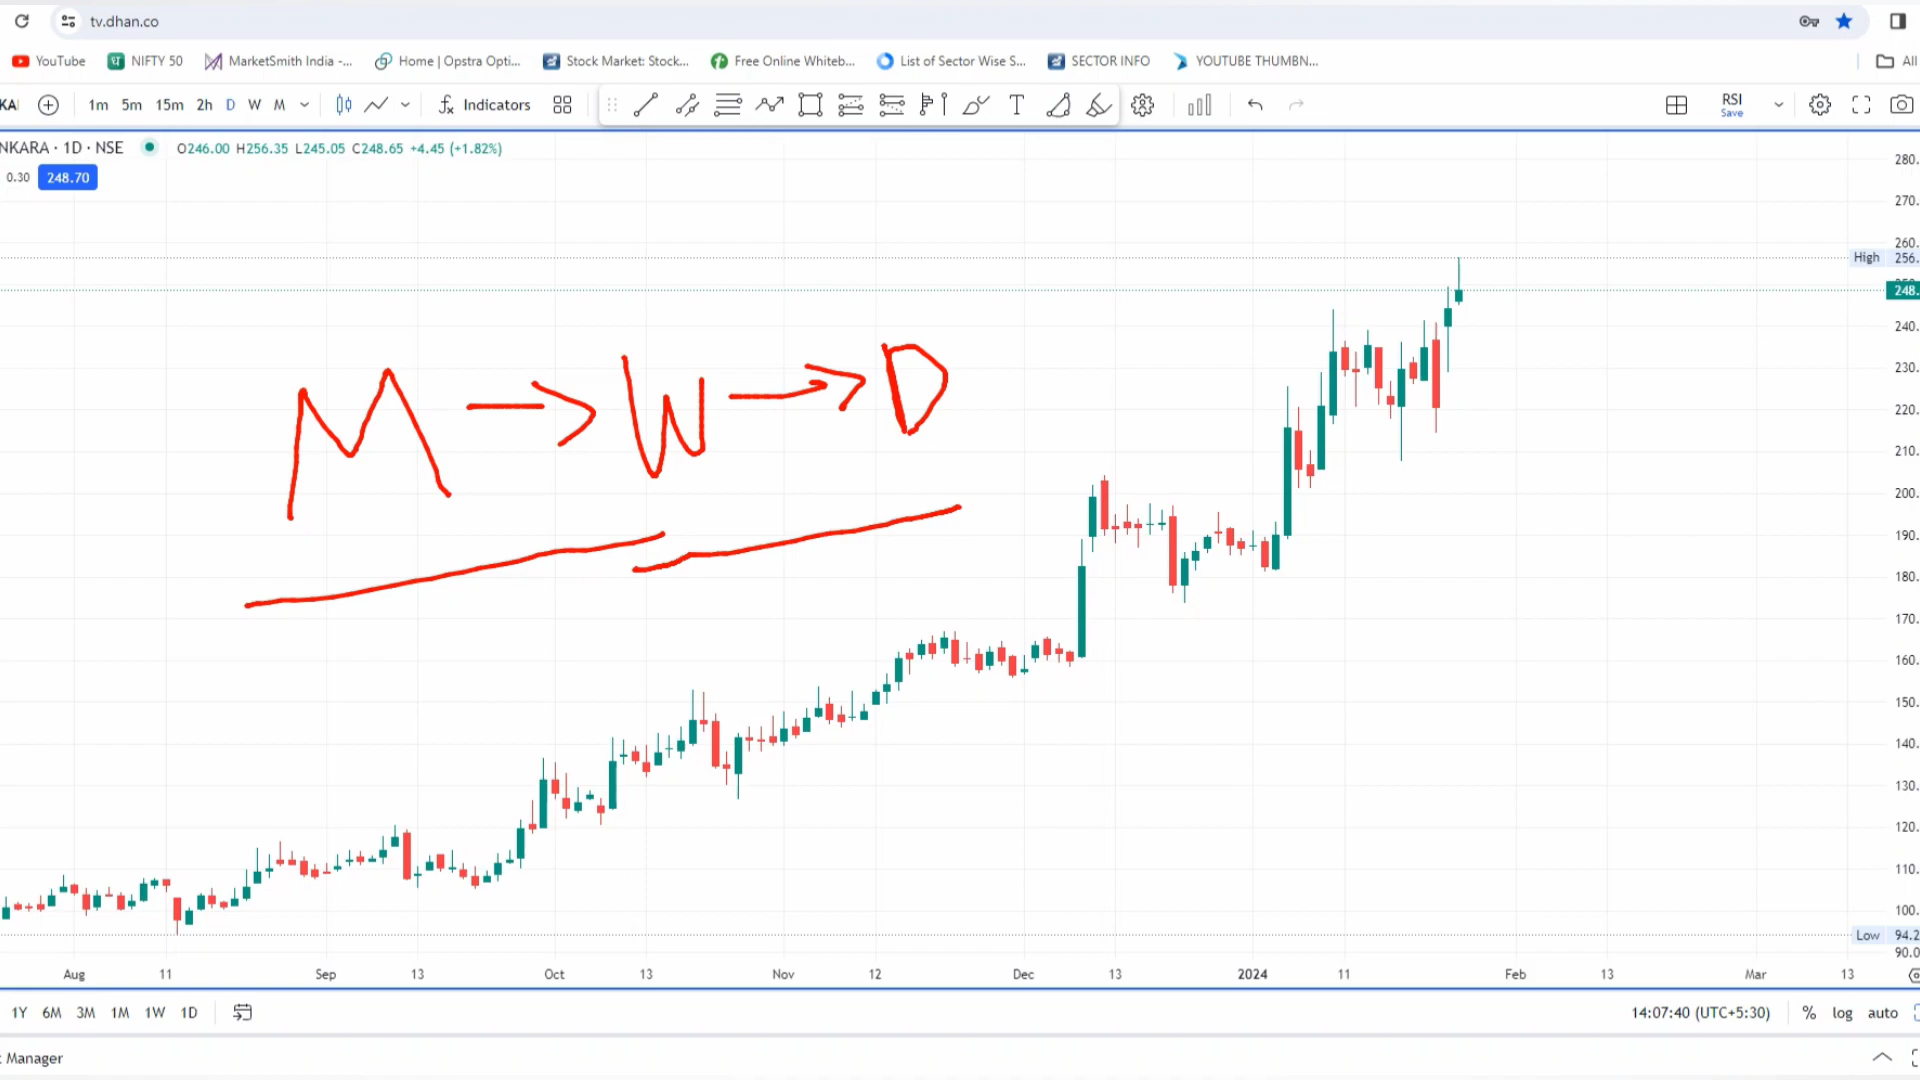 tv.dhan.co
YouTube NIFTY 50 MarketSmith India -... Home | Opstra Opti... Stock Market: Stock... Free Online Whiteb... List of Sector Wise S... SECTOR INFO YOUTUBE THUMBN... All
KA 1m 5m 15m 2h D W M Indicators T RSI
Save
NKARA · 1D · NSE O246.00 H256.35 L245.05 C248.65 +4.45 (+1.82%)
0.30 248.70
280.
270.
260.
High 256.
248.
240.
230.
220.
210.
200.
190.
180.
170.
160.
150.
140.
130.
120.
110.
100.
Low 94.2
90.0
M → W → D
Aug 11 Sep 13 Oct 13 Nov 12 Dec 13 2024 11 Feb 13 Mar 13
1Y 6M 3M 1M 1W 1D 14:07:40 (UTC+5:30) % log auto
Manager